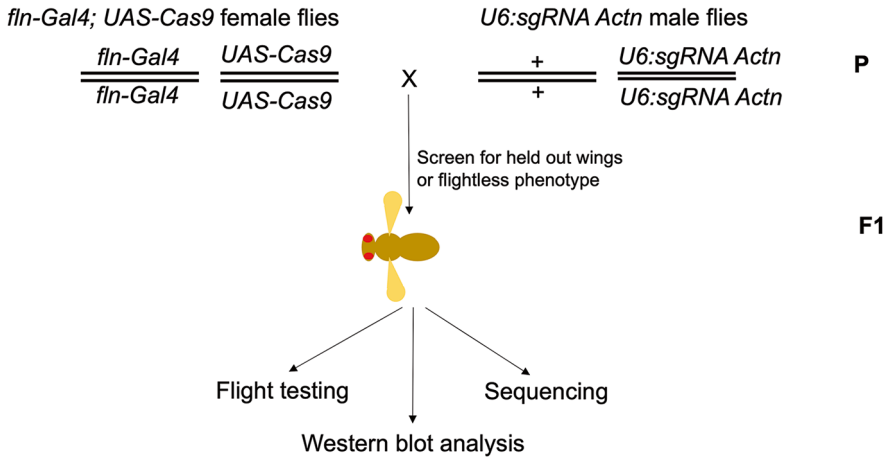 fln-Gal4; UAS-Cas9 female flies
U6:sgRNA Actn male flies
fln-Gal4
UAS-Cas9
+
U6:sgRNA Actn
P
X
fln-Gal4
UAS-Cas9
+
U6:sgRNA Actn
Screen for held out wings
or flightless phenotype
F1
Flight testing
Sequencing
Western blot analysis